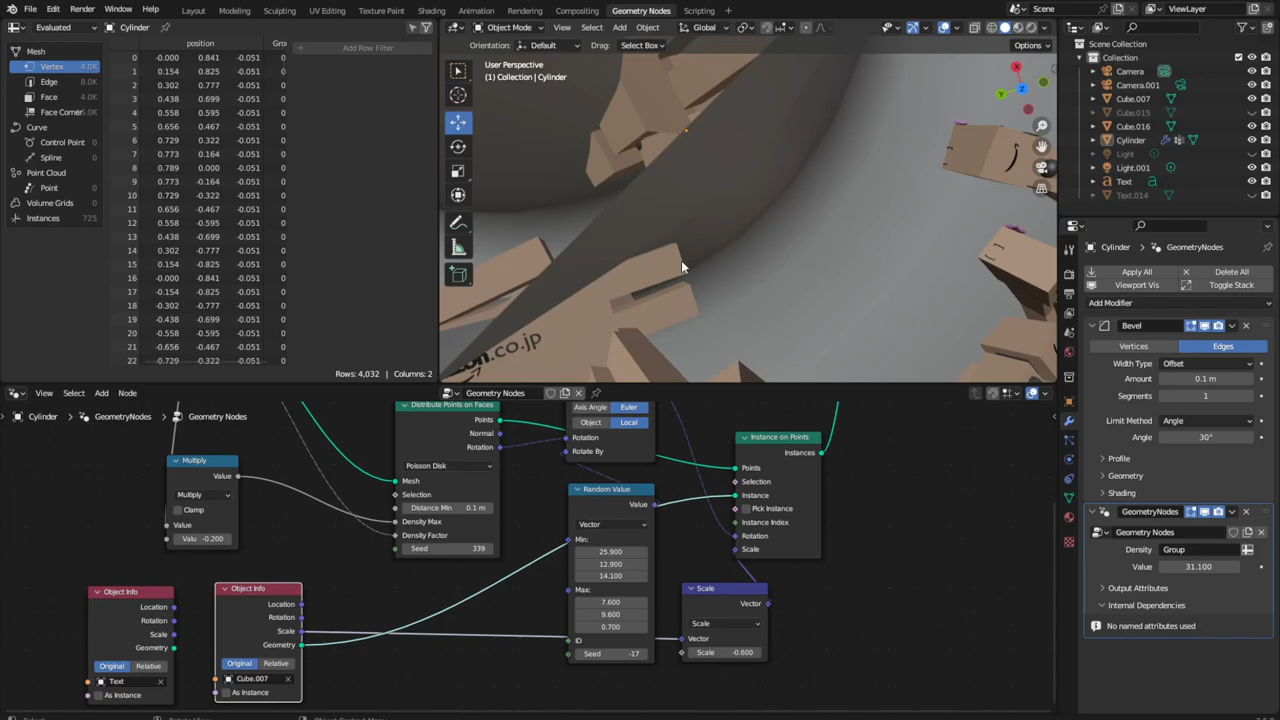 File Edit Render Window Help Layout Modeling Sculpting UV Editing Texture Paint Shading Animation Rendering Compositing Geometry Nodes Scripting Scene ViewLayer
Evaluated Cylinder
Mesh
Vertex 4.0K
Edge 8.0K
Face 4.0K
Face Corner
Curve
Control Point 0
Spline 0
Point Cloud
Point 0
Volume Grids 0
Instances 725
position Gro
0 -0.000 0.841 -0.051 0
1 0.154 0.825 -0.051 0
2 0.302 0.777 -0.051 0
3 0.438 0.699 -0.051 0
4 0.558 0.595 -0.051 0
5 0.656 0.467 -0.051 0
6 0.729 0.322 -0.051 0
7 0.773 0.164 -0.051 0
8 0.789 0.000 -0.051 0
9 0.773 -0.164 -0.051 0
10 0.729 -0.322 -0.051 0
11 0.656 -0.467 -0.051 0
12 0.558 -0.595 -0.051 0
13 0.438 -0.699 -0.051 0
14 0.302 -0.777 -0.051 0
15 0.154 -0.825 -0.051 0
16 -0.000 -0.841 -0.051 0
17 -0.154 -0.825 -0.051 0
18 -0.302 -0.777 -0.051 0
19 -0.438 -0.699 -0.051 0
20 -0.558 -0.595 -0.051 0
21 -0.656 -0.467 -0.051 0
22 -0.729 -0.322 -0.051 0
Add Row Filter
Rows: 4,032 | Columns: 2
Object Mode View Select Add Object Global
Orientation: Default Drag: Select Box Options
User Perspective
(1) Collection | Cylinder
X
Y
Z
.co.jp
Scene Collection
Collection
Camera
Camera.001
Cube.007
Cube.015
Cube.016
Cylinder
Light
Light.001
Text
Text.014
Cylinder GeometryNodes
Apply All Delete All
Viewport Vis Toggle Stack
Add Modifier
Bevel
Vertices Edges
Width Type Offset
Amount 0.1 m
Segments 1
Limit Method Angle
Angle 30°
Profile
Geometry
Shading
GeometryNodes
Geometry Nodes
Density Group
Value 31.100
Output Attributes
Internal Dependencies
No named attributes used
View Select Add Node Geometry Nodes
Cylinder GeometryNodes Geometry Nodes
Multiply
Value
Multiply
Clamp
Value
Valu -0.200
Object Info
Location
Rotation
Scale
Geometry
Original Relative
Text
As Instance
Object Info
Location
Rotation
Scale
Geometry
Original Relative
Cube.007
As Instance
Distribute Points on Faces
Points
Normal
Rotation
Poisson Disk
Mesh
Selection
Distance Min 0.1 m
Density Max
Density Factor
Seed 339
Axis Angle Euler
Object Local
Rotation
Rotate By
Random Value
Value
Vector
Min:
25.900
12.900
14.100
Max:
7.600
9.600
0.700
ID
Seed -17
Instance on Points
Instances
Points
Selection
Instance
Pick Instance
Instance Index
Rotation
Scale
Scale
Vector
Scale
Vector
Scale -0.600